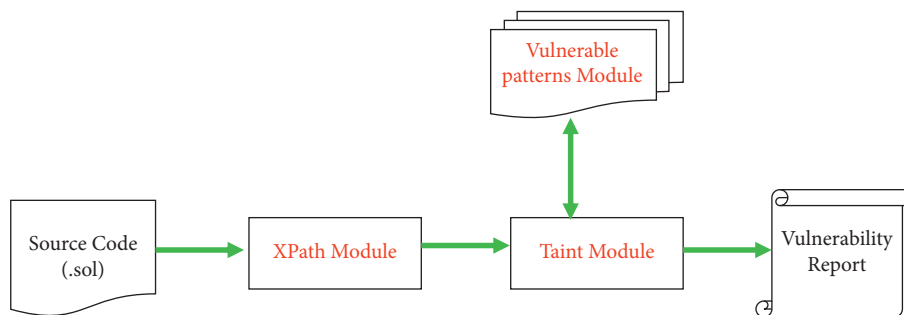 Vulnerable
patterns Module
Source Code
(.sol)
XPath Module
Taint Module
Vulnerability
Report